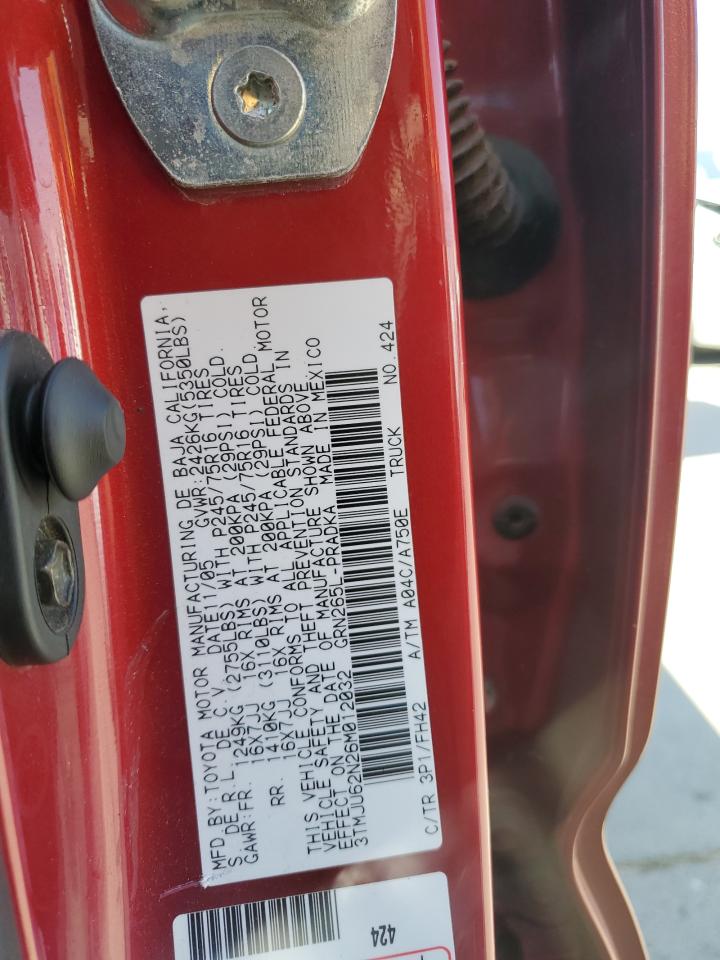 MFD.BY:TOYOTA MOTOR MANUFACTURING DE BAJA CALIFORNIA,
S.DE R.L.DE C.V DATE:11/05 GVWR:2426KG(5350LBS)
GAWR:FR. 1249KG (2755LBS) WITH P245/75R16 TIRES
16X7JJ 16X RIMS AT 200KPA (29PSI) COLD.
RR. 1410KG (3110LBS) WITH P245/75R16 TIRES
16X7JJ 16X RIMS AT 200KPA (29PSI) COLD.
THIS VEHICLE CONFORMS TO ALL APPLICABLE FEDERAL MOTOR
VEHICLE SAFETY AND THEFT PREVENTION STANDARDS IN
EFFECT ON THE DATE OF MANUFACTURE SHOWN ABOVE.
3TMJU62N26M012032 GRN265L-PRADKA MADE IN MEXICO
C/TR 3P1/FH42 A/TM A04C/A750E TRUCK NO.424
424